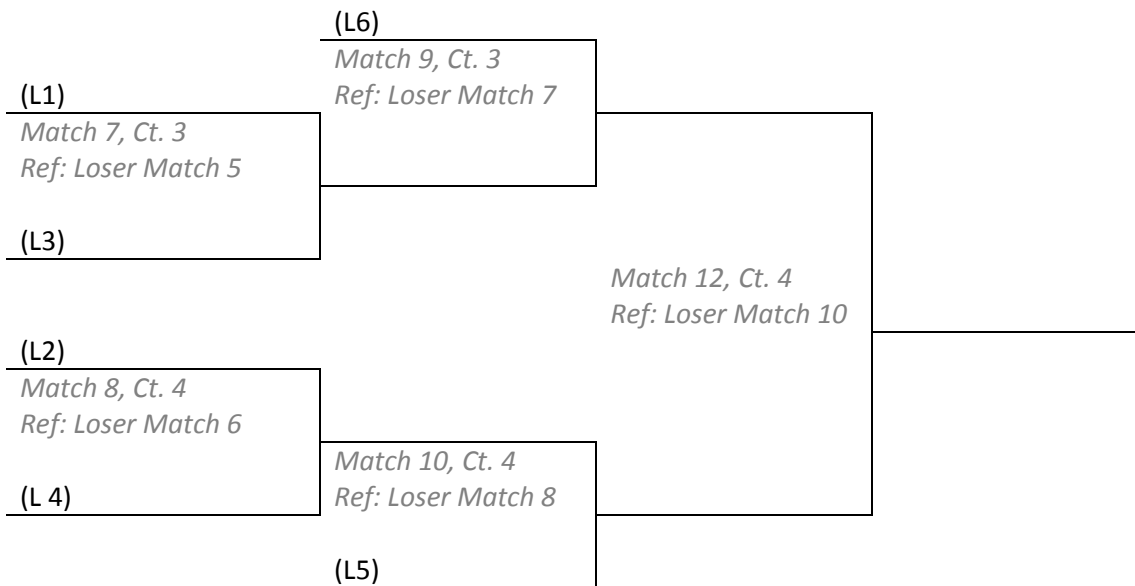 (L6)
Match 9, Ct. 3
Ref: Loser Match 7
(L1)
Match 7, Ct. 3
Ref: Loser Match 5
(L3)
Match 12, Ct. 4
Ref: Loser Match 10
(L2)
Match 8, Ct. 4
Ref: Loser Match 6
Match 10, Ct. 4
Ref: Loser Match 8
(L 4)
(L5)